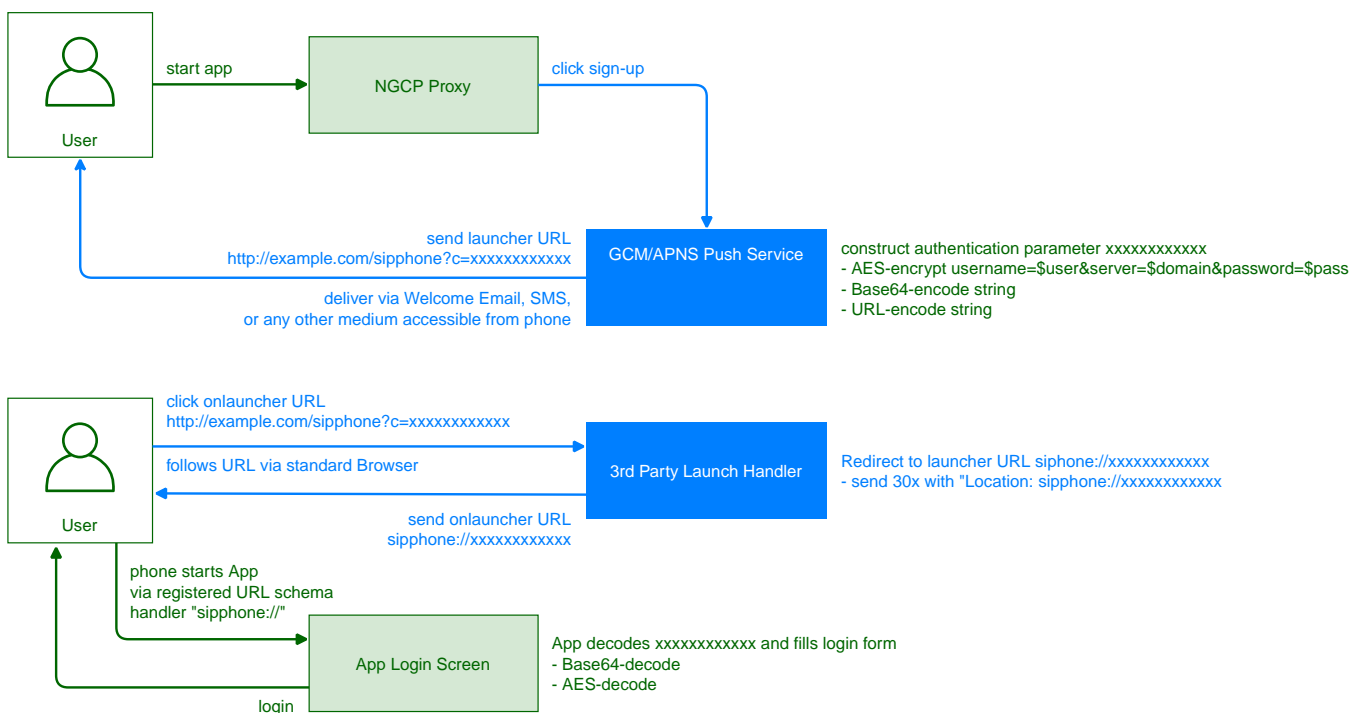 start app
NGCP Proxy
click sign-up
User
send launcher URL
http://example.com/sipphone?c=xxxxxxxxxxxx
deliver via Welcome Email, SMS,
or any other medium accessible from phone
GCM/APNS Push Service
construct authentication parameter xxxxxxxxxxxx
- AES-encrypt username=$user&server=$domain&password=$pass
- Base64-encode string
- URL-encode string
click onlauncher URL
http://example.com/sipphone?c=xxxxxxxxxxxx
follows URL via standard Browser
User
3rd Party Launch Handler
Redirect to launcher URL siphone://xxxxxxxxxxxx
- send 30x with "Location: sipphone://xxxxxxxxxxxx
send onlauncher URL
sipphone://xxxxxxxxxxxx
phone starts App
via registered URL schema
handler "sipphone://"
App Login Screen
App decodes xxxxxxxxxxxx and fills login form
- Base64-decode
- AES-decode
login